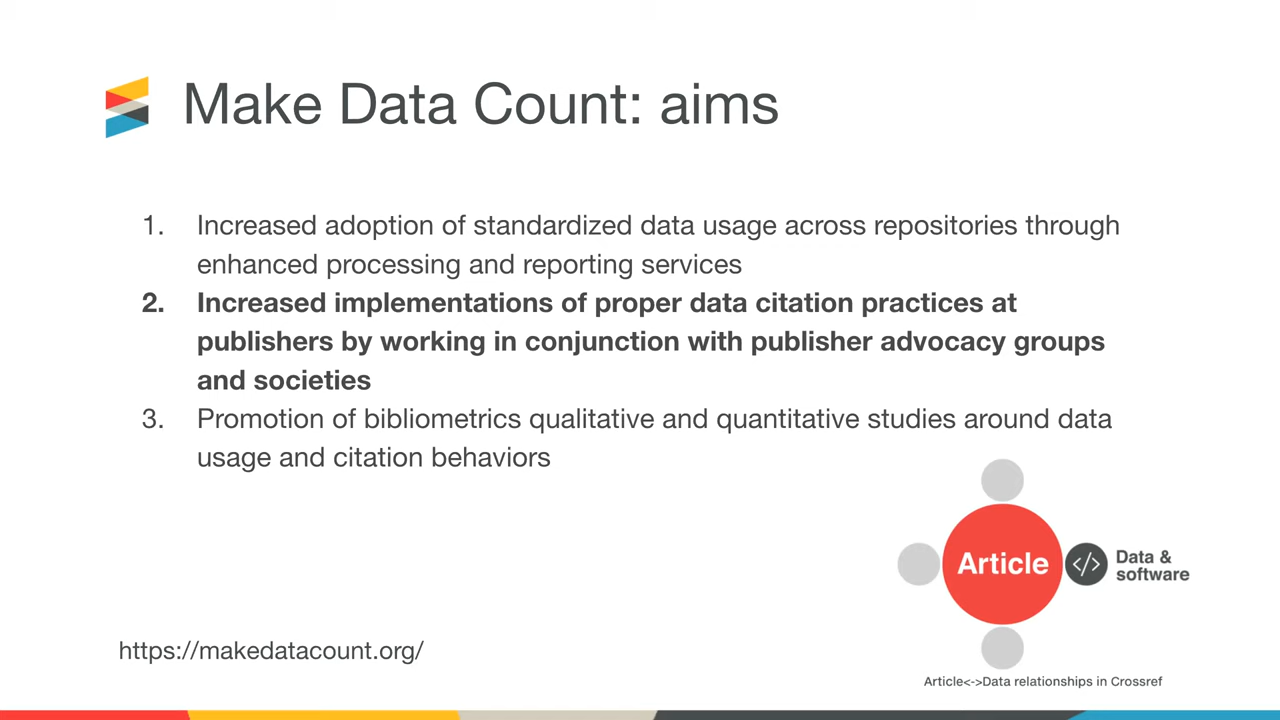 Make Data Count: aims
1. Increased adoption of standardized data usage across repositories through
enhanced processing and reporting services
2. Increased implementations of proper data citation practices at
publishers by working in conjunction with publisher advocacy groups
and societies
3. Promotion of bibliometrics qualitative and quantitative studies around data
usage and citation behaviors
Article
</>
Data &
software
https://makedatacount.org/
Article<->Data relationships in Crossref